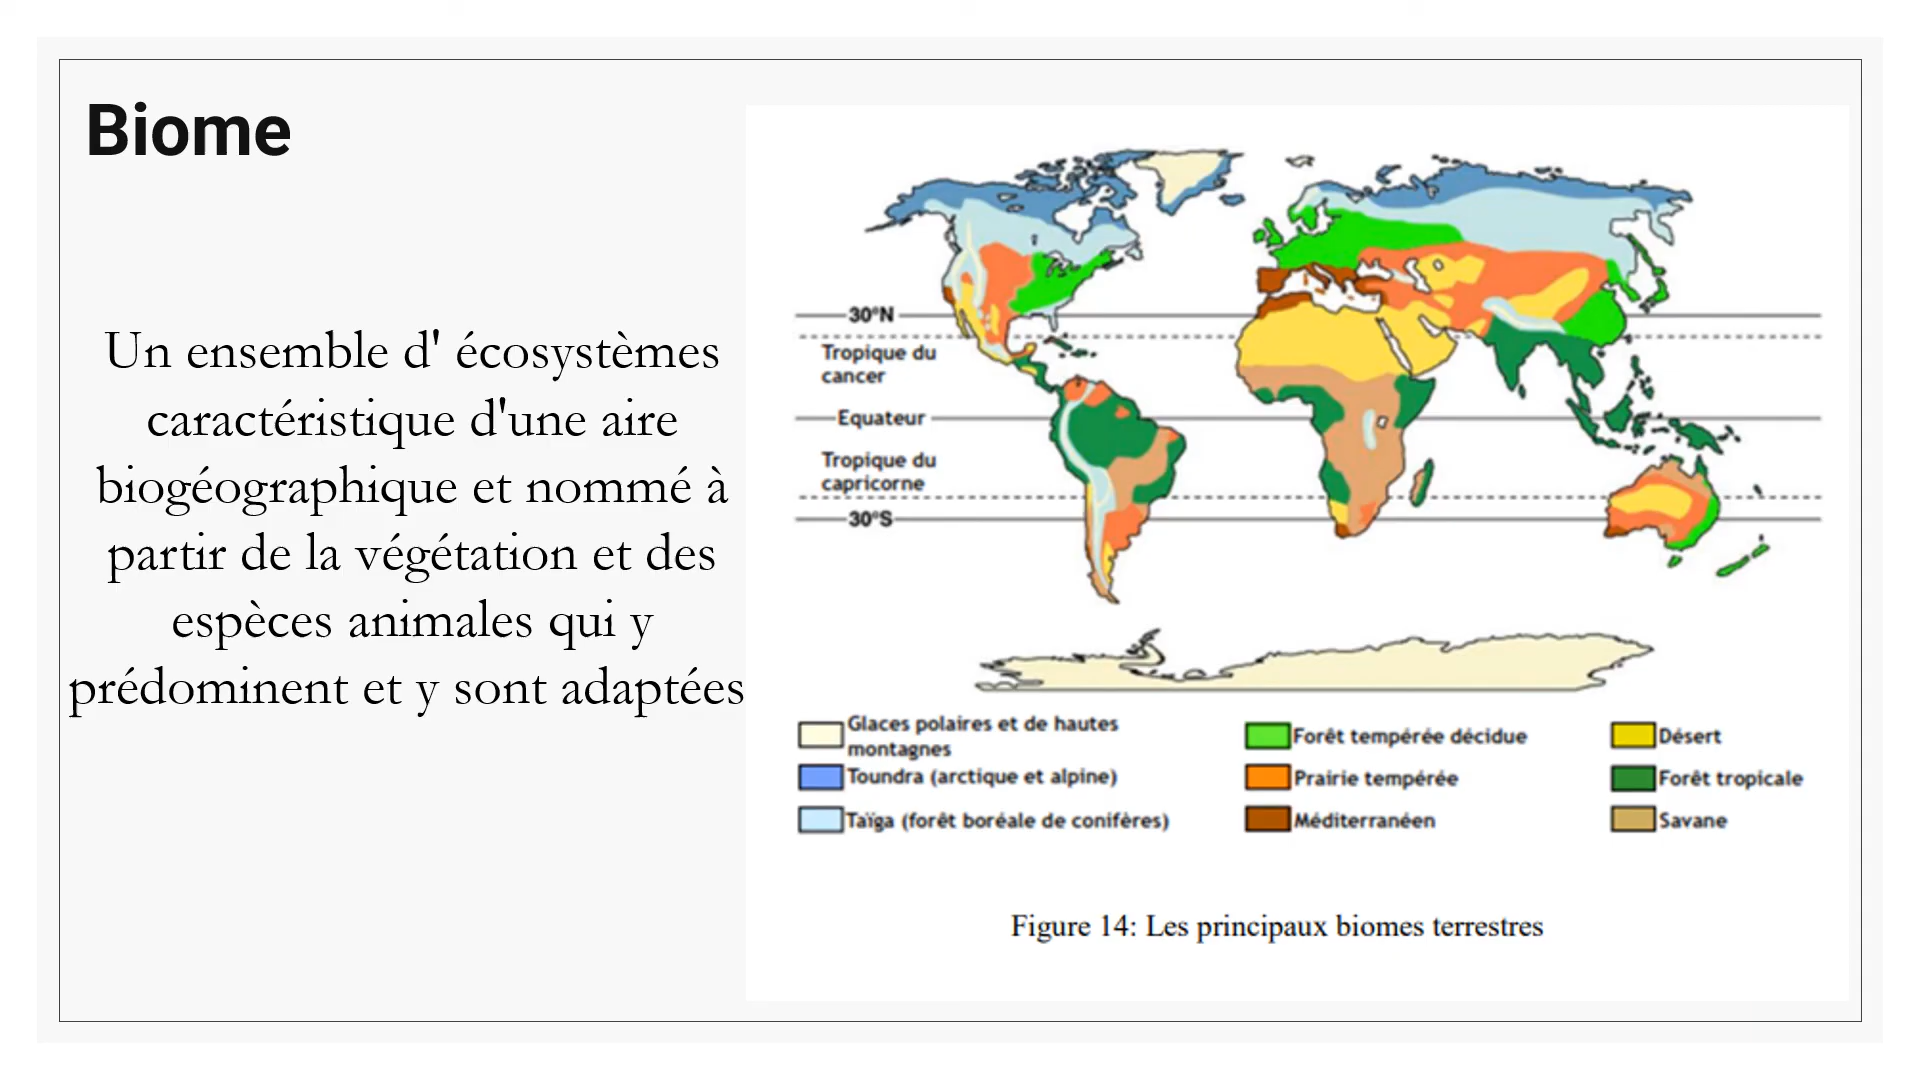 Biome
Un ensemble d' écosystèmes
caractéristique d'une aire
biogéographique et nommé à
partir de la végétation et des
espèces animales qui y
prédominent et y sont adaptées
30°N
Tropique du
cancer
Equateur
Tropique du
capricorne
30°S
Glaces polaires et de hautes
montagnes
Toundra (arctique et alpine)
Taïga (forêt boréale de conifères)
Forêt tempérée décidue
Prairie tempérée
Méditerranéen
Désert
Forêt tropicale
Savane
Figure 14: Les principaux biomes terrestres